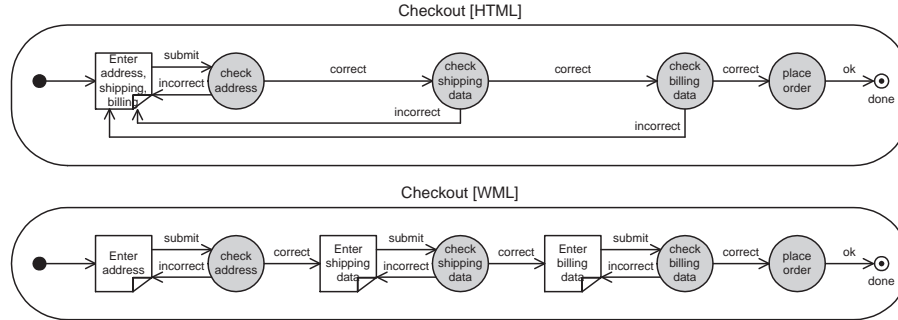 Checkout [HTML]
Enter
address,
shipping,
billing
submit
incorrect
check
address
correct
check
shipping
data
incorrect
correct
check
billing
data
incorrect
correct
place
order
ok
done
Checkout [WML]
Enter
address
submit
incorrect
check
address
correct
Enter
shipping
data
submit
incorrect
check
shipping
data
correct
Enter
billing
data
submit
incorrect
check
billing
data
correct
place
order
ok
done